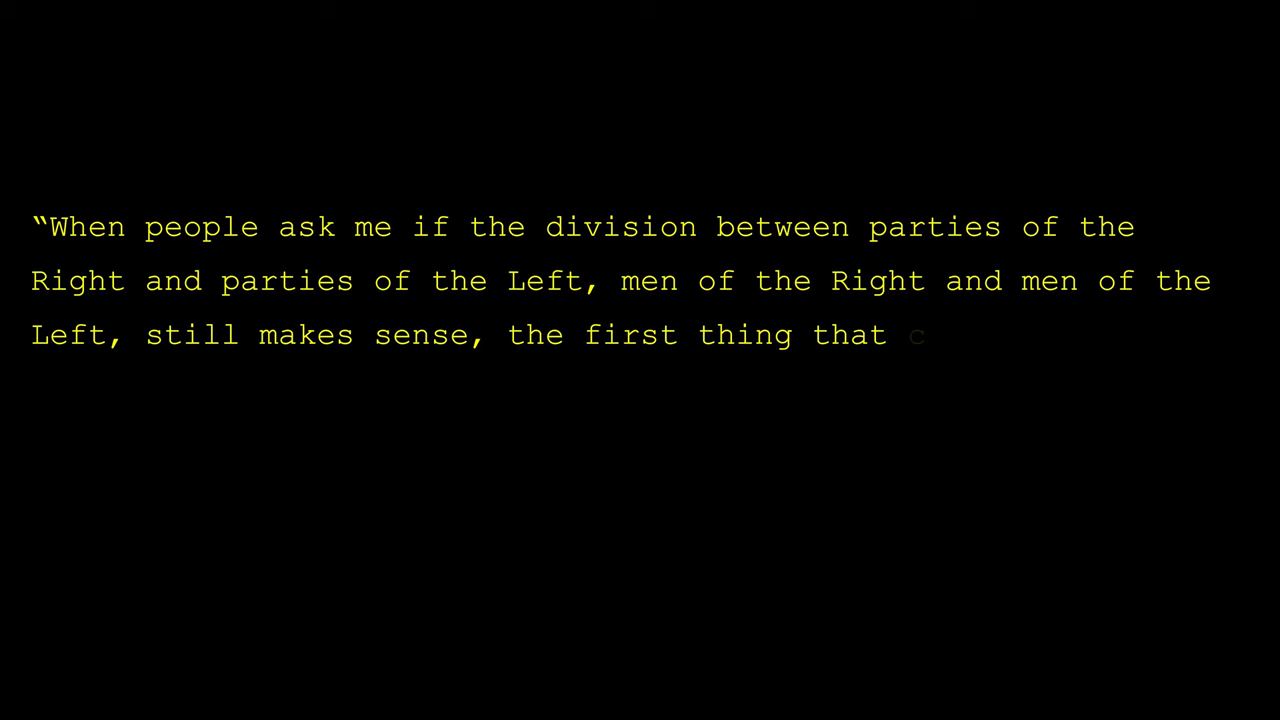 “When people ask me if the division between parties of the
Right and parties of the Left, men of the Right and men of the
Left, still makes sense, the first thing that c